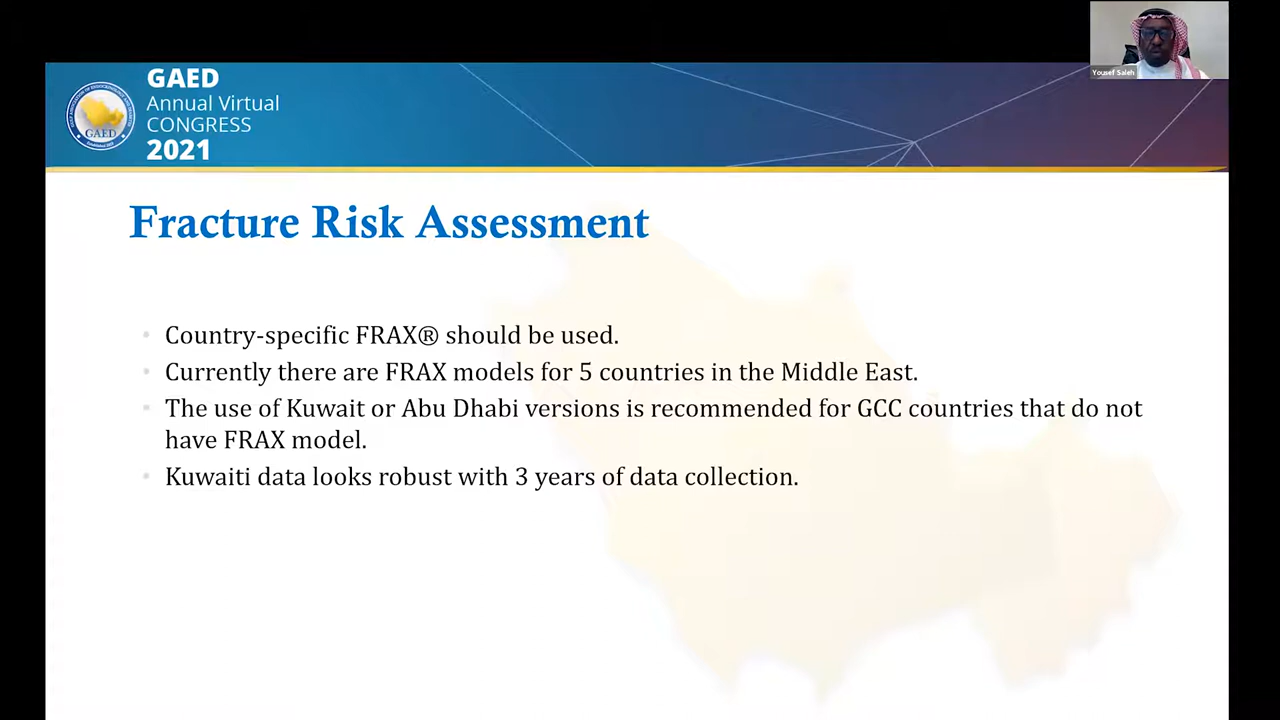 Yousef Saleh
GAED
Annual Virtual
CONGRESS
2021
GAED
Fracture Risk Assessment
Country-specific FRAX® should be used.
Currently there are FRAX models for 5 countries in the Middle East.
The use of Kuwait or Abu Dhabi versions is recommended for GCC countries that do not
have FRAX model.
Kuwaiti data looks robust with 3 years of data collection.